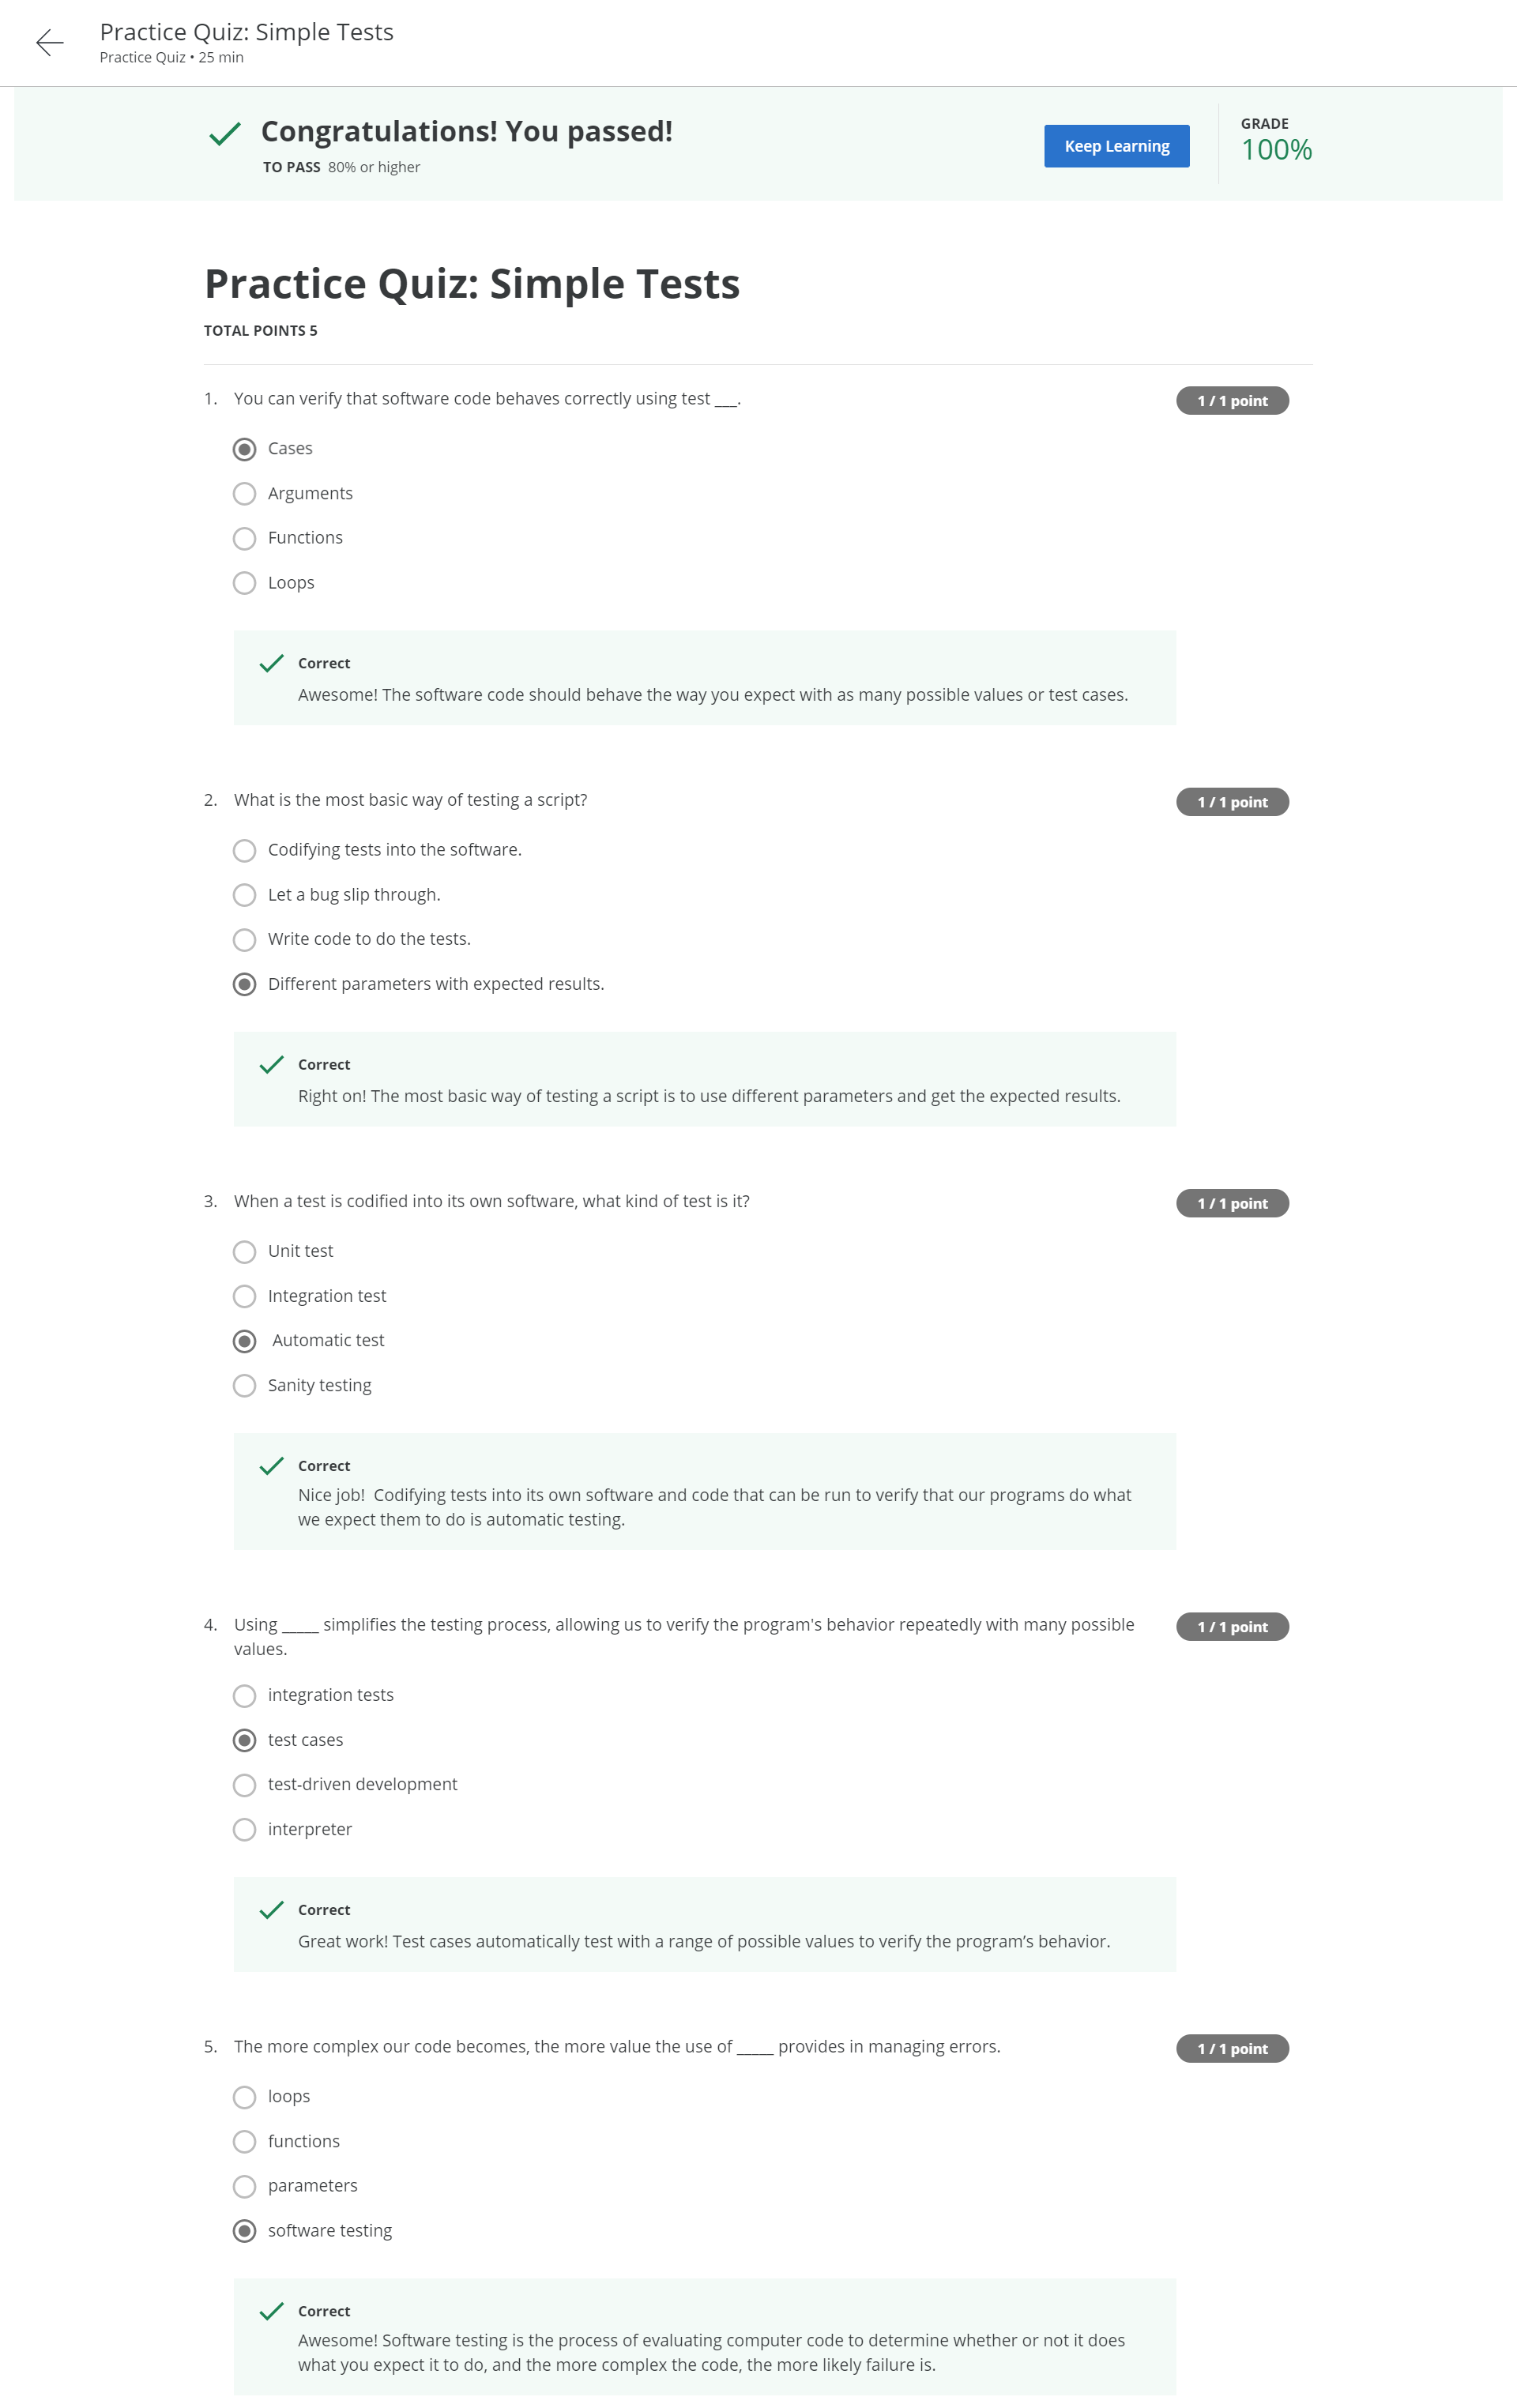 Practice Quiz: Simple Tests
Practice Quiz • 25 min
Congratulations! You passed!
TO PASS 80% or higher
Keep Learning
GRADE
100%
Practice Quiz: Simple Tests
TOTAL POINTS 5
1. You can verify that software code behaves correctly using test ___.
1 / 1 point
Cases
Arguments
Functions
Loops
Correct
Awesome! The software code should behave the way you expect with as many possible values or test cases.
2. What is the most basic way of testing a script?
1 / 1 point
Codifying tests into the software.
Let a bug slip through.
Write code to do the tests.
Different parameters with expected results.
Correct
Right on! The most basic way of testing a script is to use different parameters and get the expected results.
3. When a test is codified into its own software, what kind of test is it?
1 / 1 point
Unit test
Integration test
Automatic test
Sanity testing
Correct
Nice job!  Codifying tests into its own software and code that can be run to verify that our programs do what
we expect them to do is automatic testing.
4. Using _____ simplifies the testing process, allowing us to verify the program's behavior repeatedly with many possible
values.
1 / 1 point
integration tests
test cases
test-driven development
interpreter
Correct
Great work! Test cases automatically test with a range of possible values to verify the program’s behavior.
5. The more complex our code becomes, the more value the use of _____ provides in managing errors.
1 / 1 point
loops
functions
parameters
software testing
Correct
Awesome! Software testing is the process of evaluating computer code to determine whether or not it does
what you expect it to do, and the more complex the code, the more likely failure is.